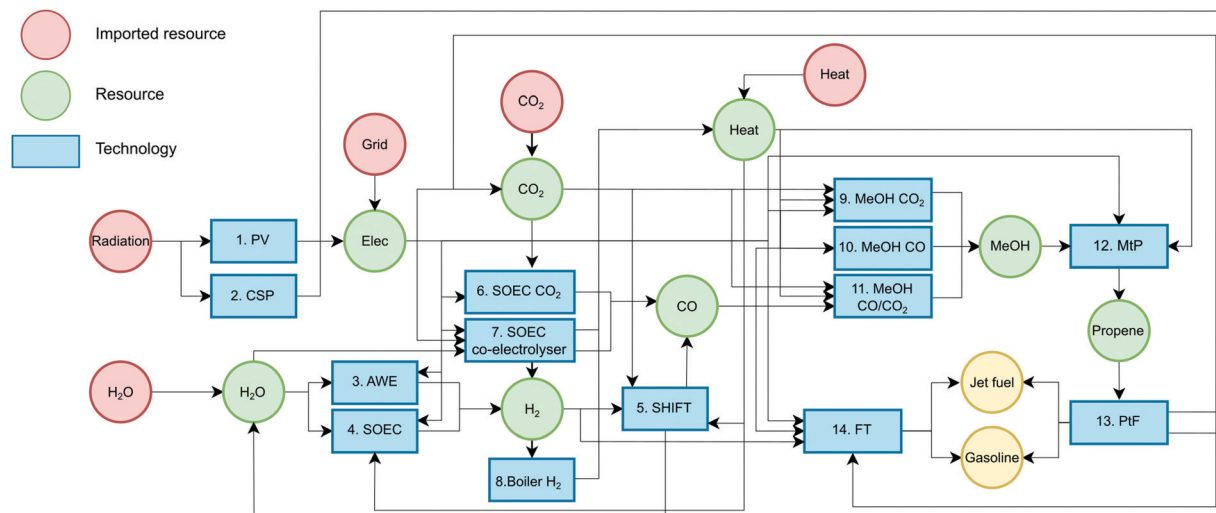 Imported resource
Resource
Technology
Heat
CO₂
Heat
Grid
CO₂
9. MeOH CO₂
Radiation
1. PV
Elec
10. MeOH CO
MeOH
12. MtP
2. CSP
6. SOEC CO₂
CO
11. MeOH
CO/CO₂
7. SOEC
co-electrolyser
Propene
H₂O
H₂O
3. AWE
Jet fuel
H₂
5. SHIFT
4. SOEC
14. FT
13. PtF
Gasoline
8.Boiler H₂